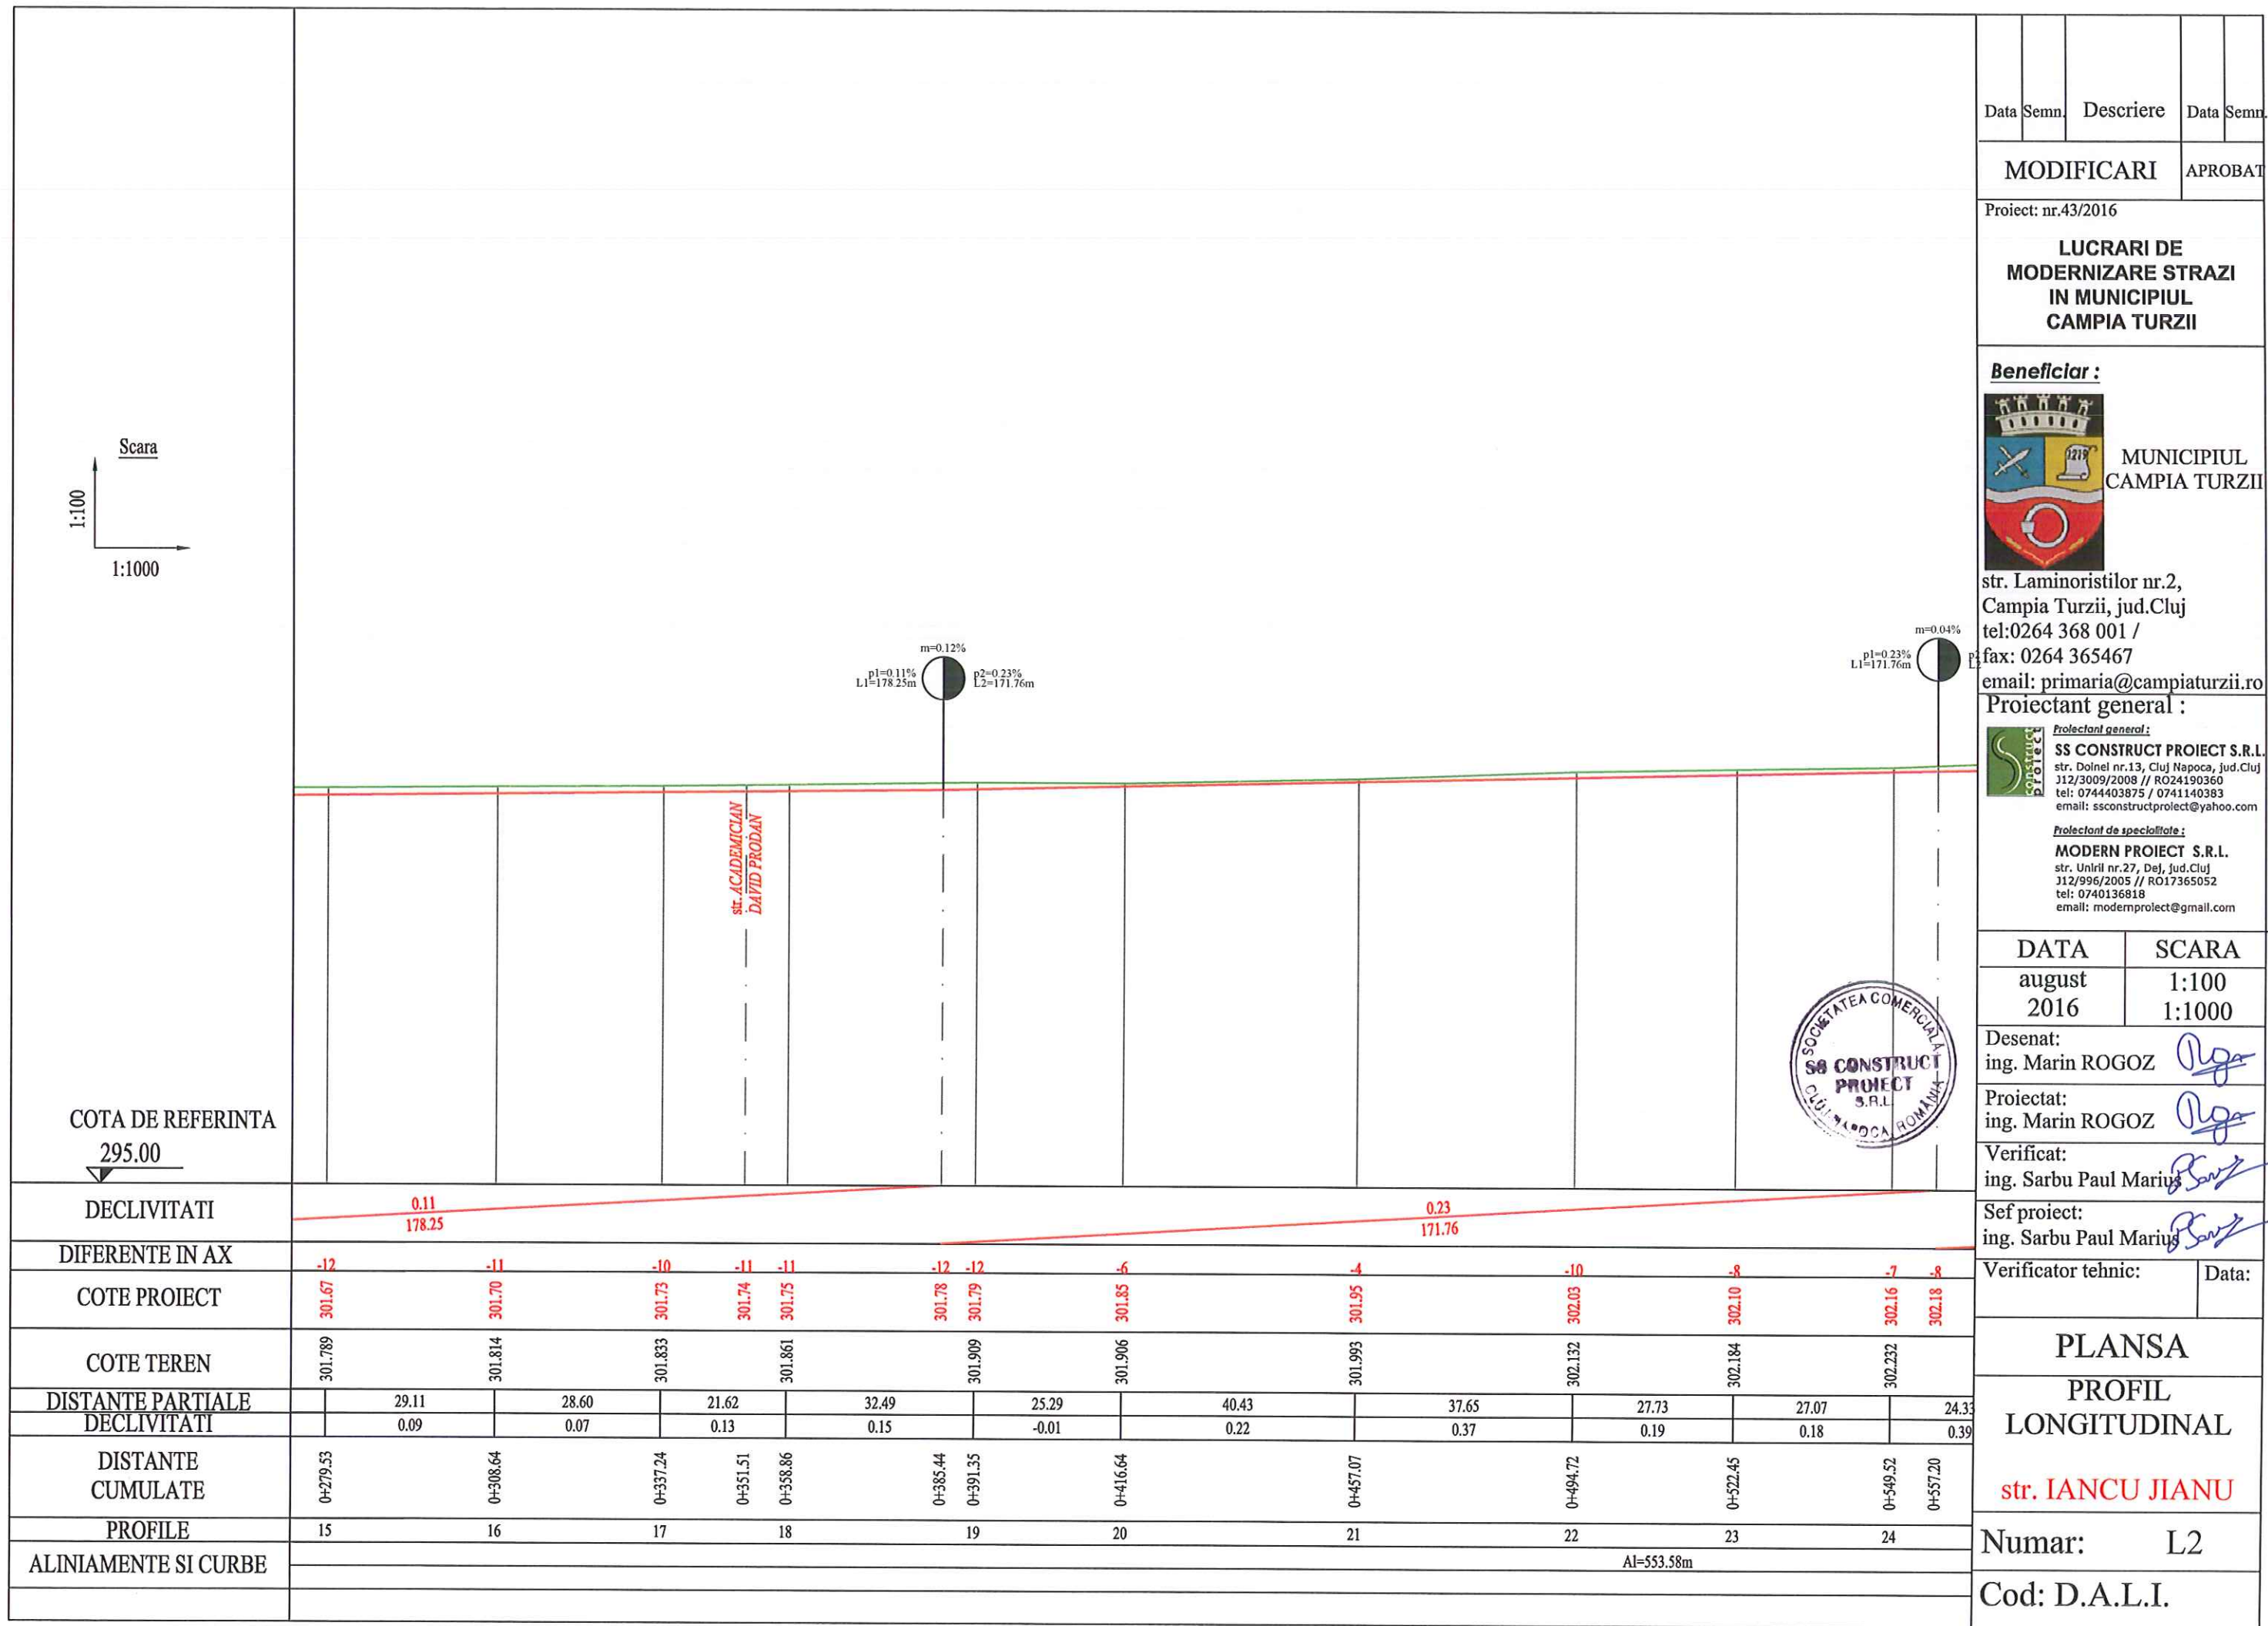 Scara
1:100
1:1000
m=0.12%
p1=0.11%
L1=178.25m
p2=0.23%
L2=171.76m
m=0.04%
p1=0.23%
L1=171.76m
str. ACADEMICIAN
DAVID PRODAN
SOCIETATEA COMERCIALĂ
SS CONSTRUCT
PROIECT
S.R.L.
CLUJ-NAPOCA ROMÂNIA
COTA DE REFERINTA
295.00
DECLIVITATI
0.11
178.25
0.23
171.76
DIFERENTE IN AX
-12 -11 -10 -11 -11 -12 -12 -6 -4 -10 -8 -7 -8
COTE PROIECT
301.67 301.70 301.73 301.74 301.75 301.78 301.79 301.85 301.95 302.03 302.10 302.16 302.18
COTE TEREN
301.789 301.814 301.833 301.861 301.909 301.906 301.993 302.132 302.184 302.232
DISTANTE PARTIALE
29.11 28.60 21.62 32.49 25.29 40.43 37.65 27.73 27.07 24.33
DECLIVITATI
0.09 0.07 0.13 0.15 -0.01 0.22 0.37 0.19 0.18 0.39
DISTANTE
CUMULATE
0+279.53 0+308.64 0+337.24 0+351.51 0+358.86 0+385.44 0+391.35 0+416.64 0+457.07 0+494.72 0+522.45 0+549.52 0+557.20
PROFILE
15 16 17 18 19 20 21 22 23 24
ALINIAMENTE SI CURBE
Al=553.58m
Data Semn. Descriere Data Semn.
MODIFICARI APROBAT
Proiect: nr.43/2016
LUCRARI DE
MODERNIZARE STRAZI
IN MUNICIPIUL
CAMPIA TURZII
Beneficiar :
1219
MUNICIPIUL
CAMPIA TURZII
str. Laminoristilor nr.2,
Campia Turzii, jud.Cluj
tel:0264 368 001 /
fax: 0264 365467
email: primaria@campiaturzii.ro
Proiectant general :
construct
proiect
Proiectant general :
SS CONSTRUCT PROIECT S.R.L.
str. Doinei nr.13, Cluj Napoca, jud.Cluj
J12/3009/2008 // RO24190360
tel: 0744403875 / 0741140383
email: ssconstructproiect@yahoo.com
Proiectant de specialitate :
MODERN PROIECT S.R.L.
str. Unirii nr.27, Dej, jud.Cluj
J12/996/2005 // RO17365052
tel: 0740136818
email: modernproiect@gmail.com
DATA SCARA
august 1:100
2016 1:1000
Desenat:
ing. Marin ROGOZ
Proiectat:
ing. Marin ROGOZ
Verificat:
ing. Sarbu Paul Marius
Sef proiect:
ing. Sarbu Paul Marius
Verificator tehnic: Data:
PLANSA
PROFIL
LONGITUDINAL
str. IANCU JIANU
Numar: L2
Cod: D.A.L.I.